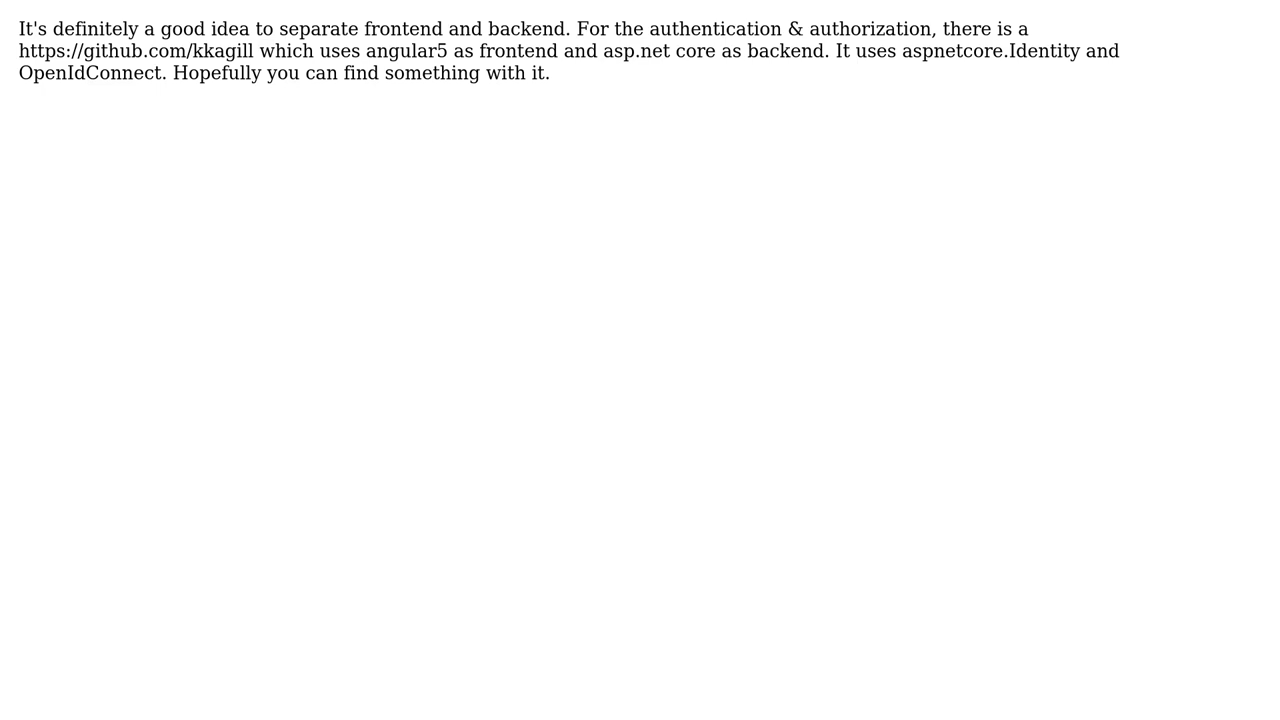 It's definitely a good idea to separate frontend and backend. For the authentication & authorization, there is a
https://github.com/kkagill which uses angular5 as frontend and asp.net core as backend. It uses aspnetcore.Identity and
OpenIdConnect. Hopefully you can find something with it.